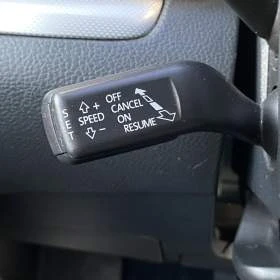 SET
+
SPEED
−
OFF
CANCEL
ON
RESUME